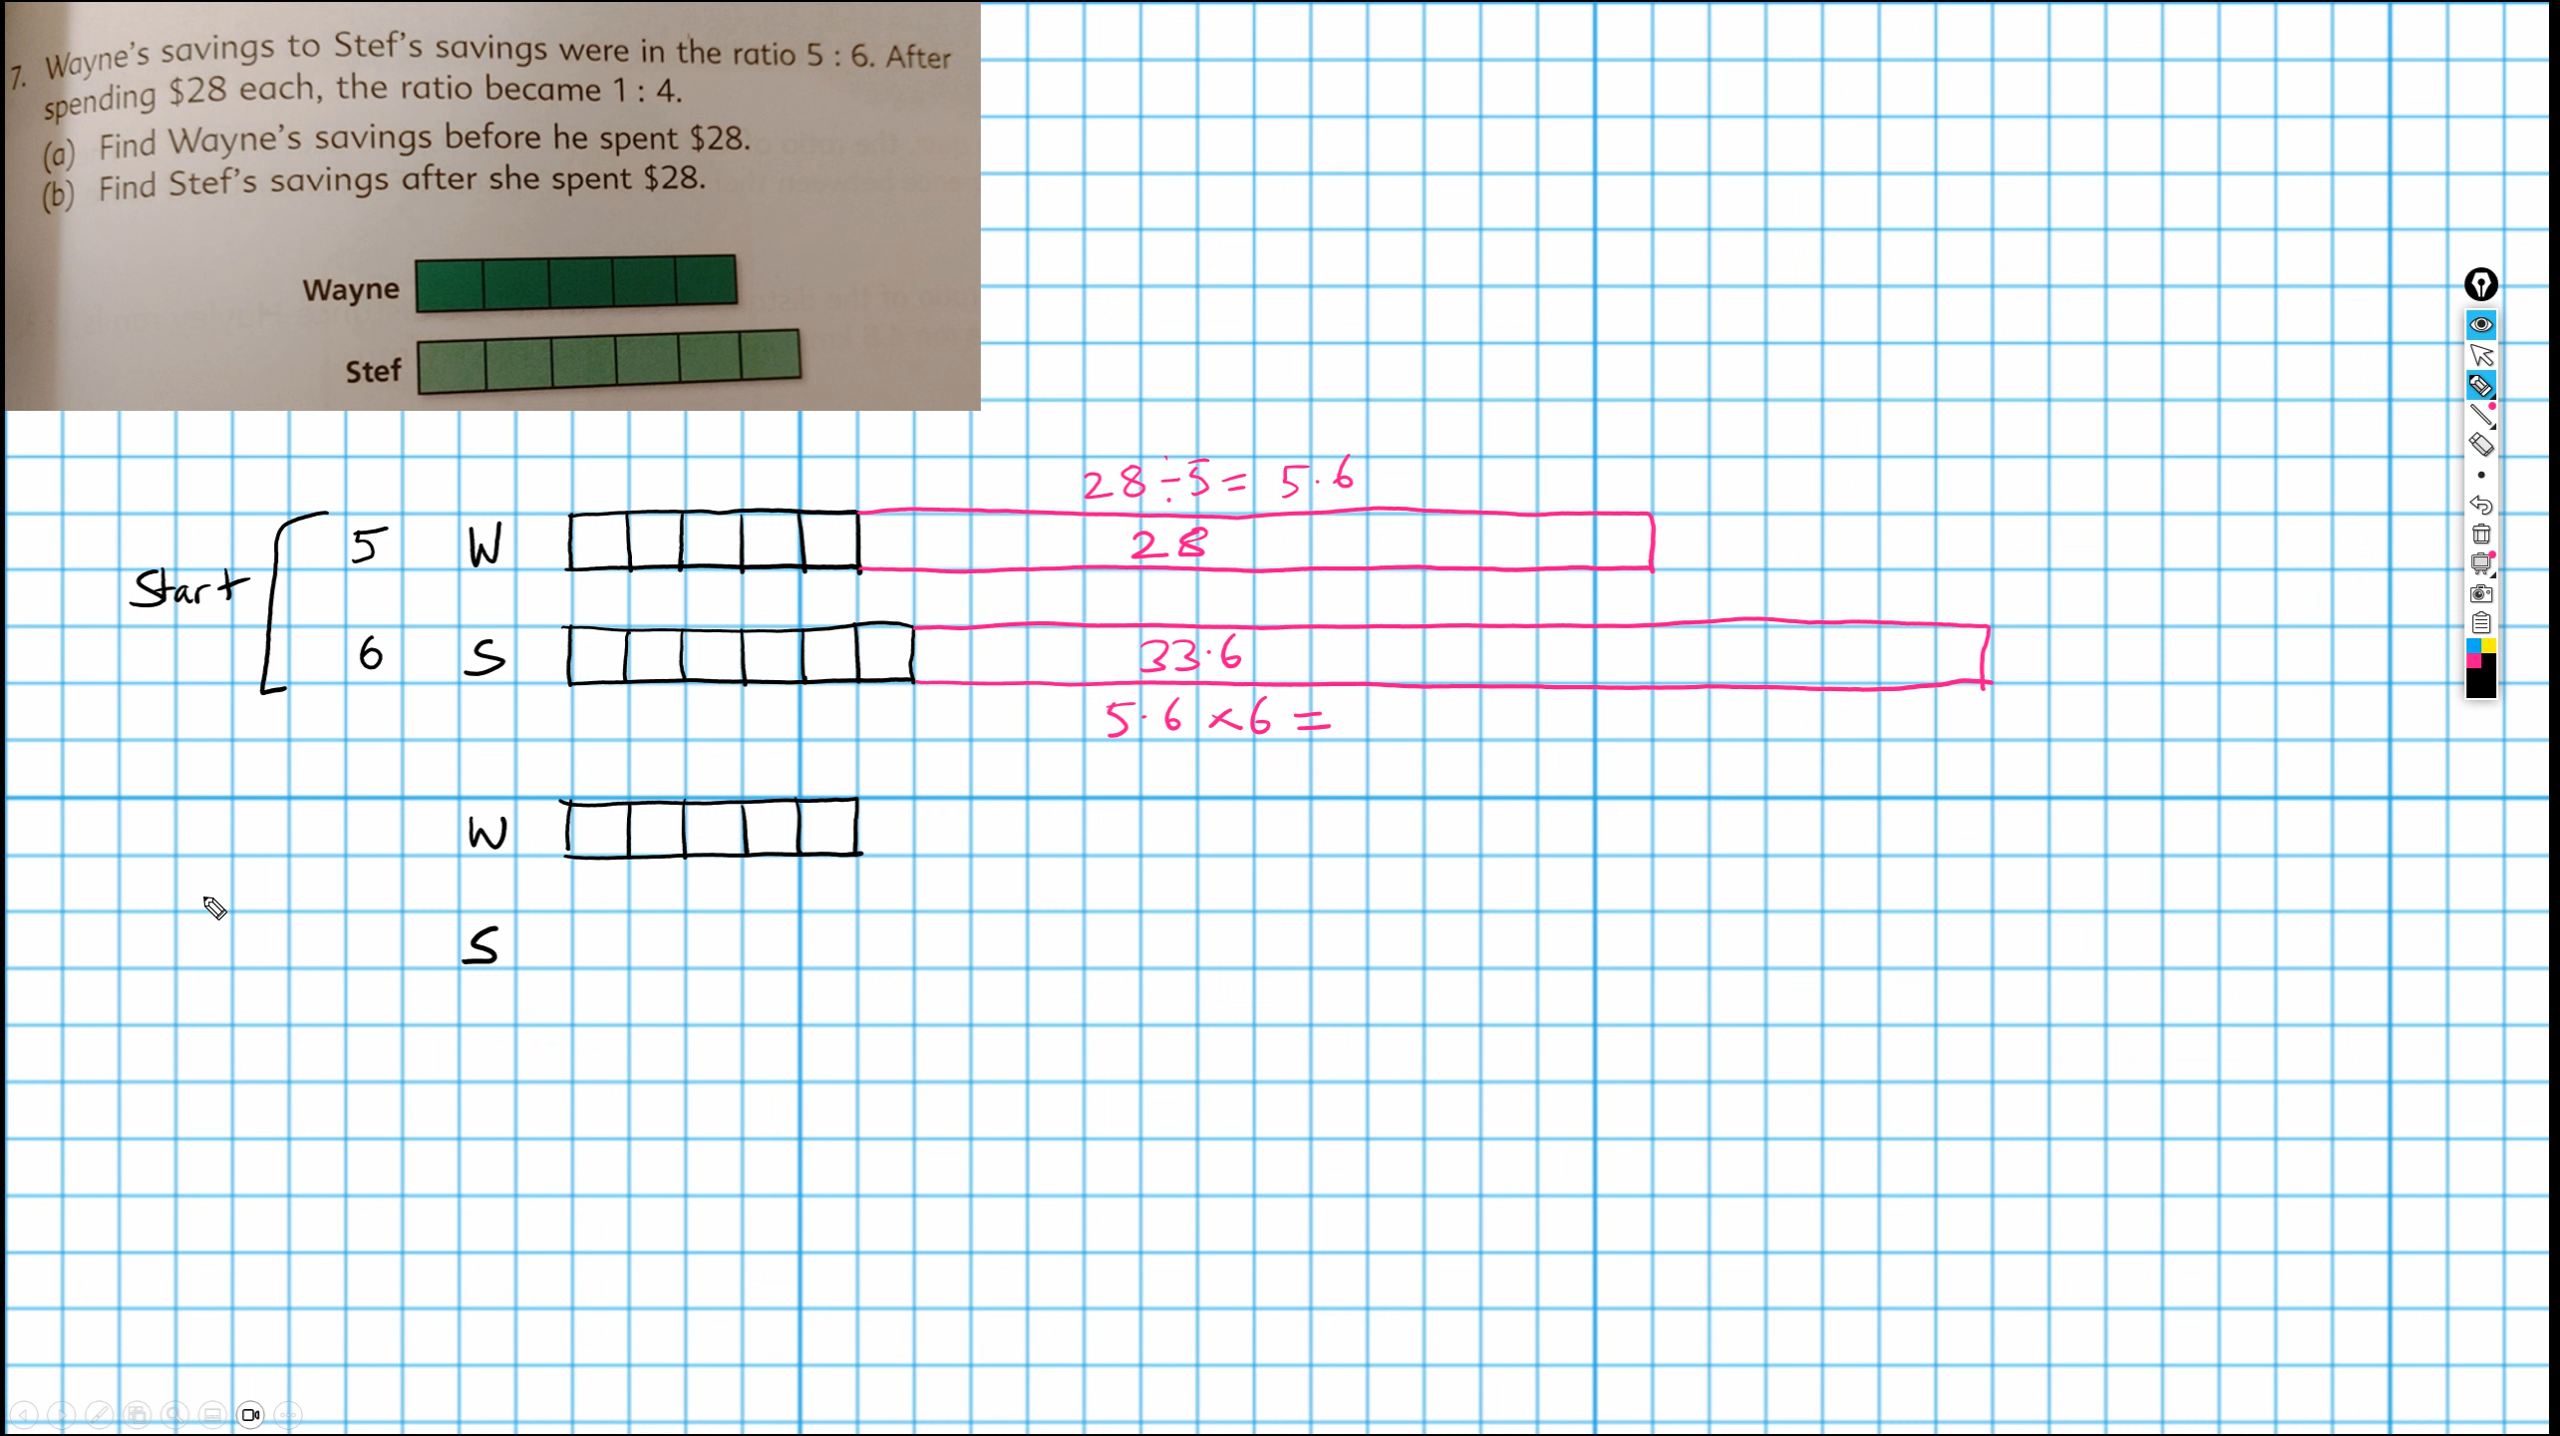 7. Wayne's savings to Stef's savings were in the ratio 5 : 6. After
spending $28 each, the ratio became 1 : 4.
(a) Find Wayne's savings before he spent $28.
(b) Find Stef's savings after she spent $28.
Wayne
Stef
28 ÷ 5 = 5.6
Start
5 W 28
6 S 33.6
5.6 × 6 =
W
S